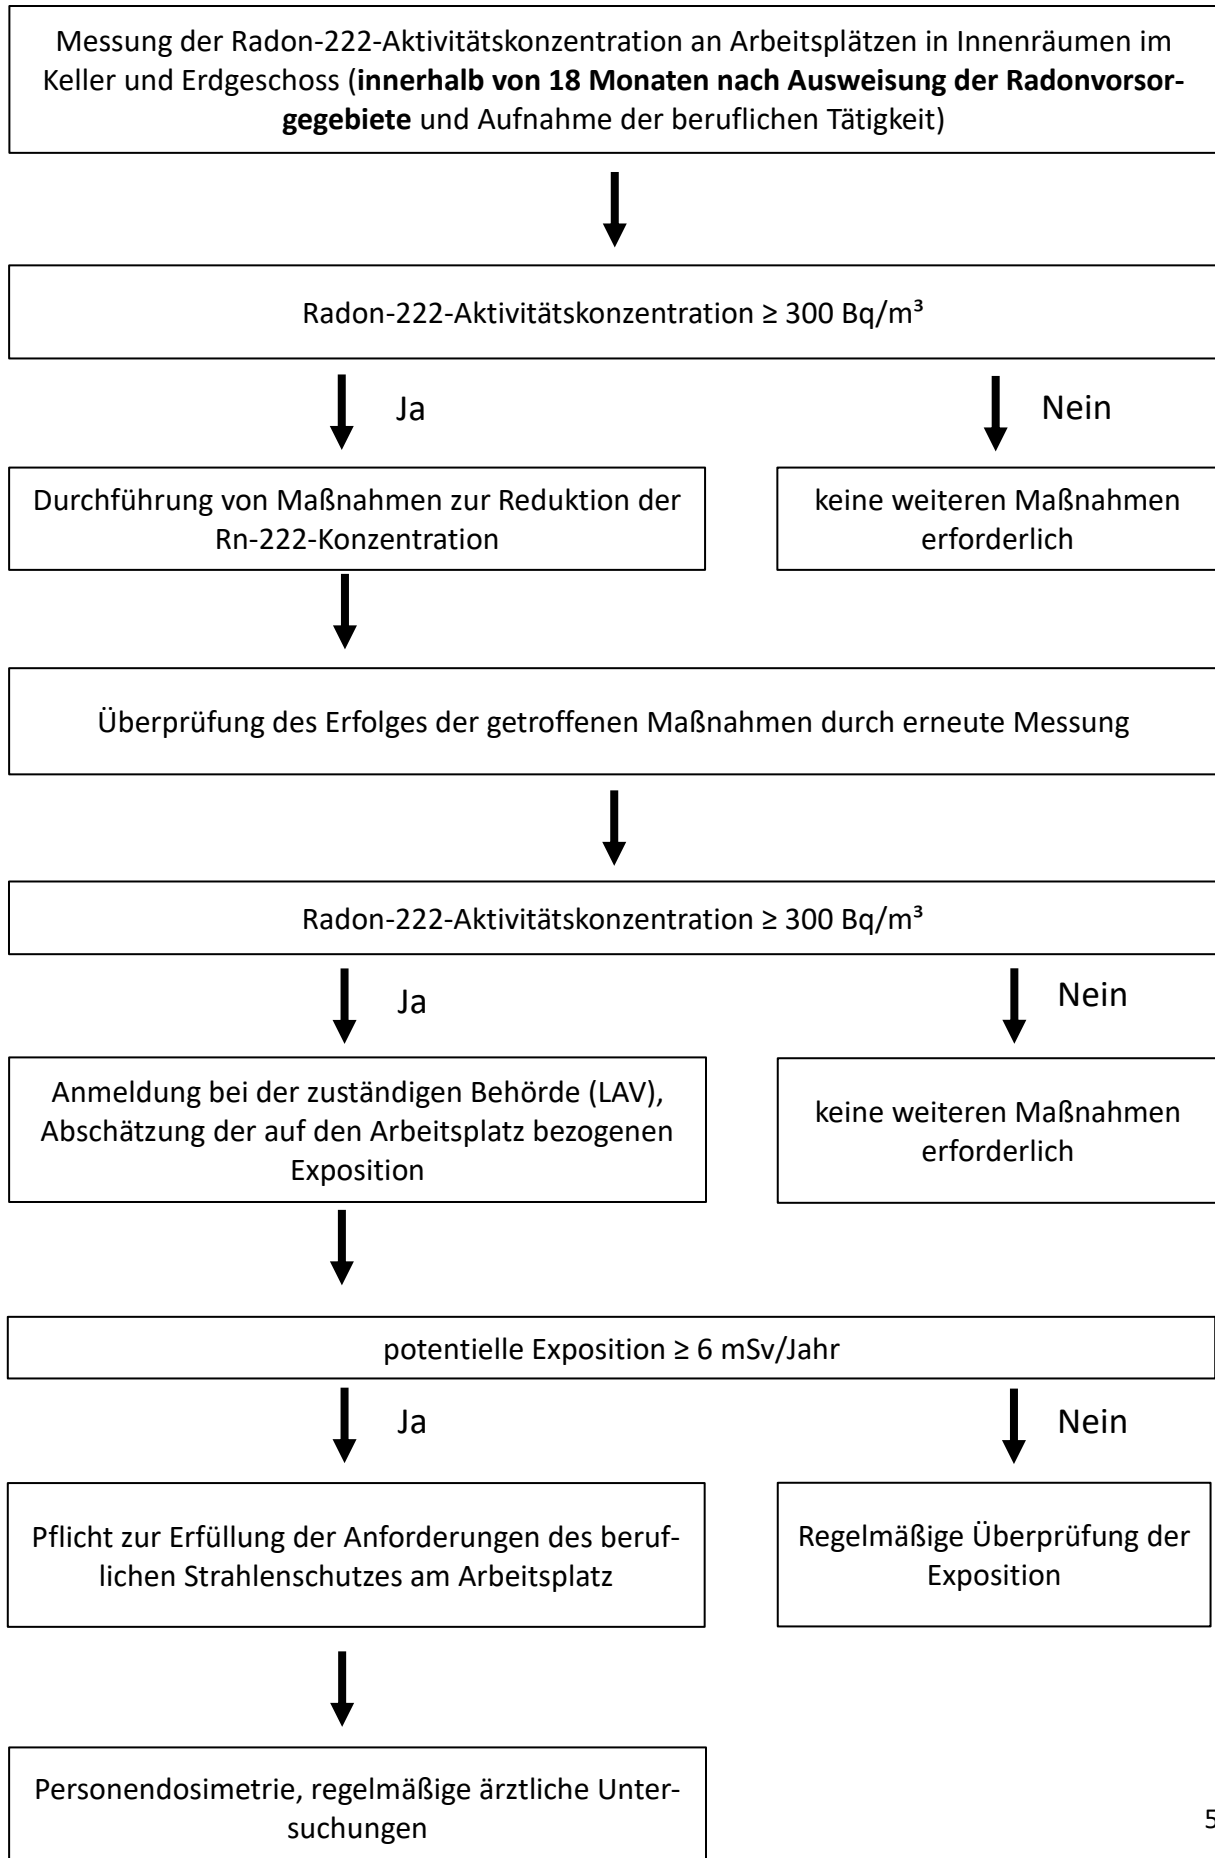 Messung der Radon-222-Aktivitätskonzentration an Arbeitsplätzen in Innenräumen im
Keller und Erdgeschoss (innerhalb von 18 Monaten nach Ausweisung der Radonvorsor-
gegebiete und Aufnahme der beruflichen Tätigkeit)
Radon-222-Aktivitätskonzentration ≥ 300 Bq/m³
Ja
Nein
Durchführung von Maßnahmen zur Reduktion der
Rn-222-Konzentration
keine weiteren Maßnahmen
erforderlich
Überprüfung des Erfolges der getroffenen Maßnahmen durch erneute Messung
Radon-222-Aktivitätskonzentration ≥ 300 Bq/m³
Ja
Nein
Anmeldung bei der zuständigen Behörde (LAV),
Abschätzung der auf den Arbeitsplatz bezogenen
Exposition
keine weiteren Maßnahmen
erforderlich
potentielle Exposition ≥ 6 mSv/Jahr
Ja
Nein
Pflicht zur Erfüllung der Anforderungen des beruf-
lichen Strahlenschutzes am Arbeitsplatz
Regelmäßige Überprüfung der
Exposition
Personendosimetrie, regelmäßige ärztliche Unter-
suchungen
5